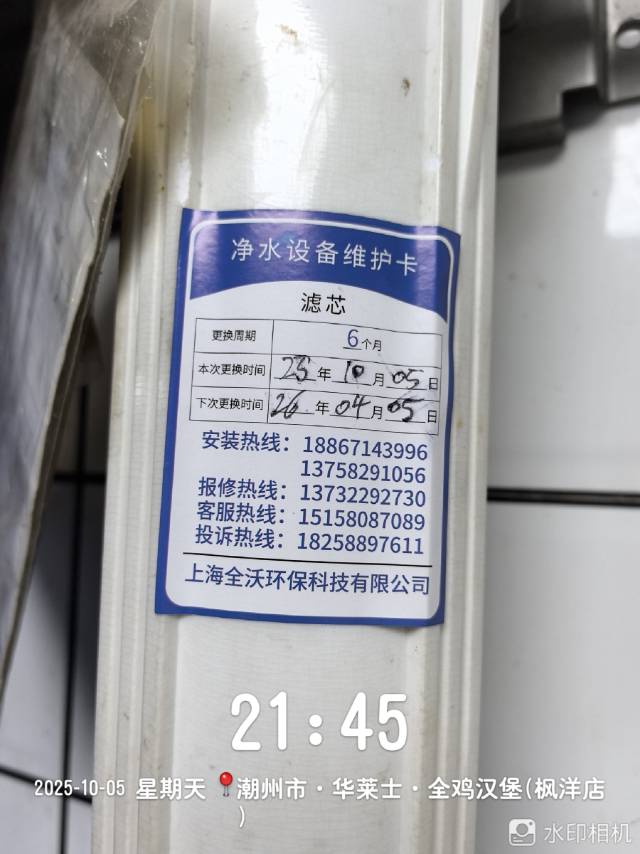 净水设备维护卡
滤芯
更换周期 6个月
本次更换时间 25年10月05日
下次更换时间 26年04月05日
安装热线：18867143996
13758291056
报修热线：13732292730
客服热线：15158087089
投诉热线：18258897611
上海全沃环保科技有限公司
21:45
2025-10-05 星期天 潮州市·华莱士·全鸡汉堡(枫洋店
)
水印相机